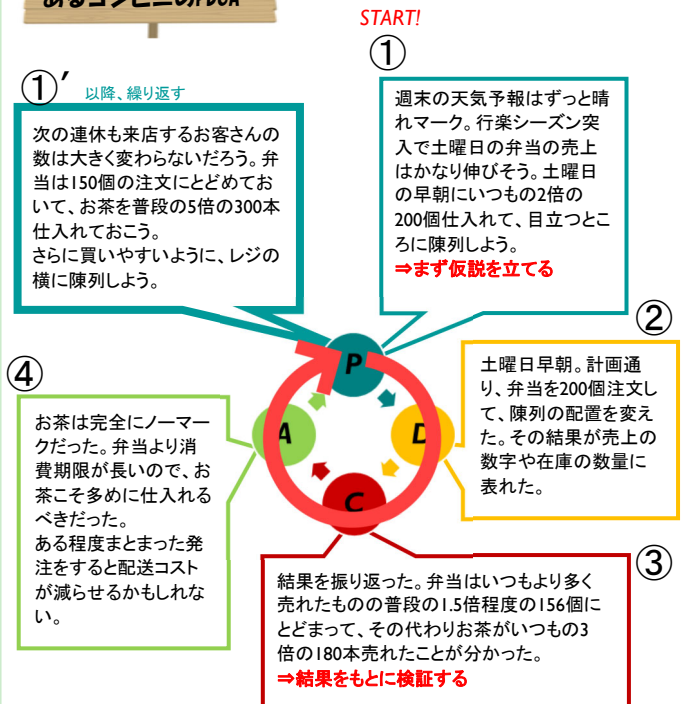 あるコンビニのPDCA
START!
①
週末の天気予報はずっと晴
れマーク。行楽シーズン突
入で土曜日の弁当の売上
はかなり伸びそう。土曜日
の早朝にいつもの2倍の
200個仕入れて、目立つとこ
ろに陳列しよう。
⇒まず仮説を立てる
②
土曜日早朝。計画通
り、弁当を200個注文し
て、陳列の配置を変え
た。その結果が売上の
数字や在庫の数量に
表れた。
③
結果を振り返った。弁当はいつもより多く
売れたものの普段の1.5倍程度の156個に
とどまって、その代わりお茶がいつもの3
倍の180本売れたことが分かった。
⇒結果をもとに検証する
④
お茶は完全にノーマー
クだった。弁当より消
費期限が長いので、お
茶こそ多めに仕入れる
べきだった。
ある程度まとまった発
注をすると配送コスト
が減らせるかもしれな
い。
①′ 以降、繰り返す
次の連休も来店するお客さんの
数は大きく変わらないだろう。弁
当は150個の注文にとどめてお
いて、お茶を普段の5倍の300本
仕入れておこう。
さらに買いやすいように、レジの
横に陳列しよう。
P
D
C
A